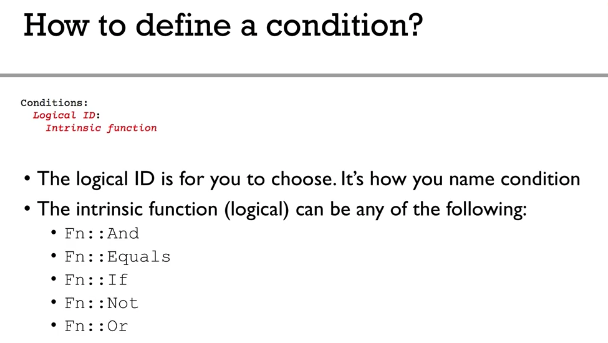 How to define a condition?
Conditions:
Logical ID:
Intrinsic function
• The logical ID is for you to choose. It's how you name condition
• The intrinsic function (logical) can be any of the following:
• Fn::And
• Fn::Equals
• Fn::If
• Fn::Not
• Fn::Or